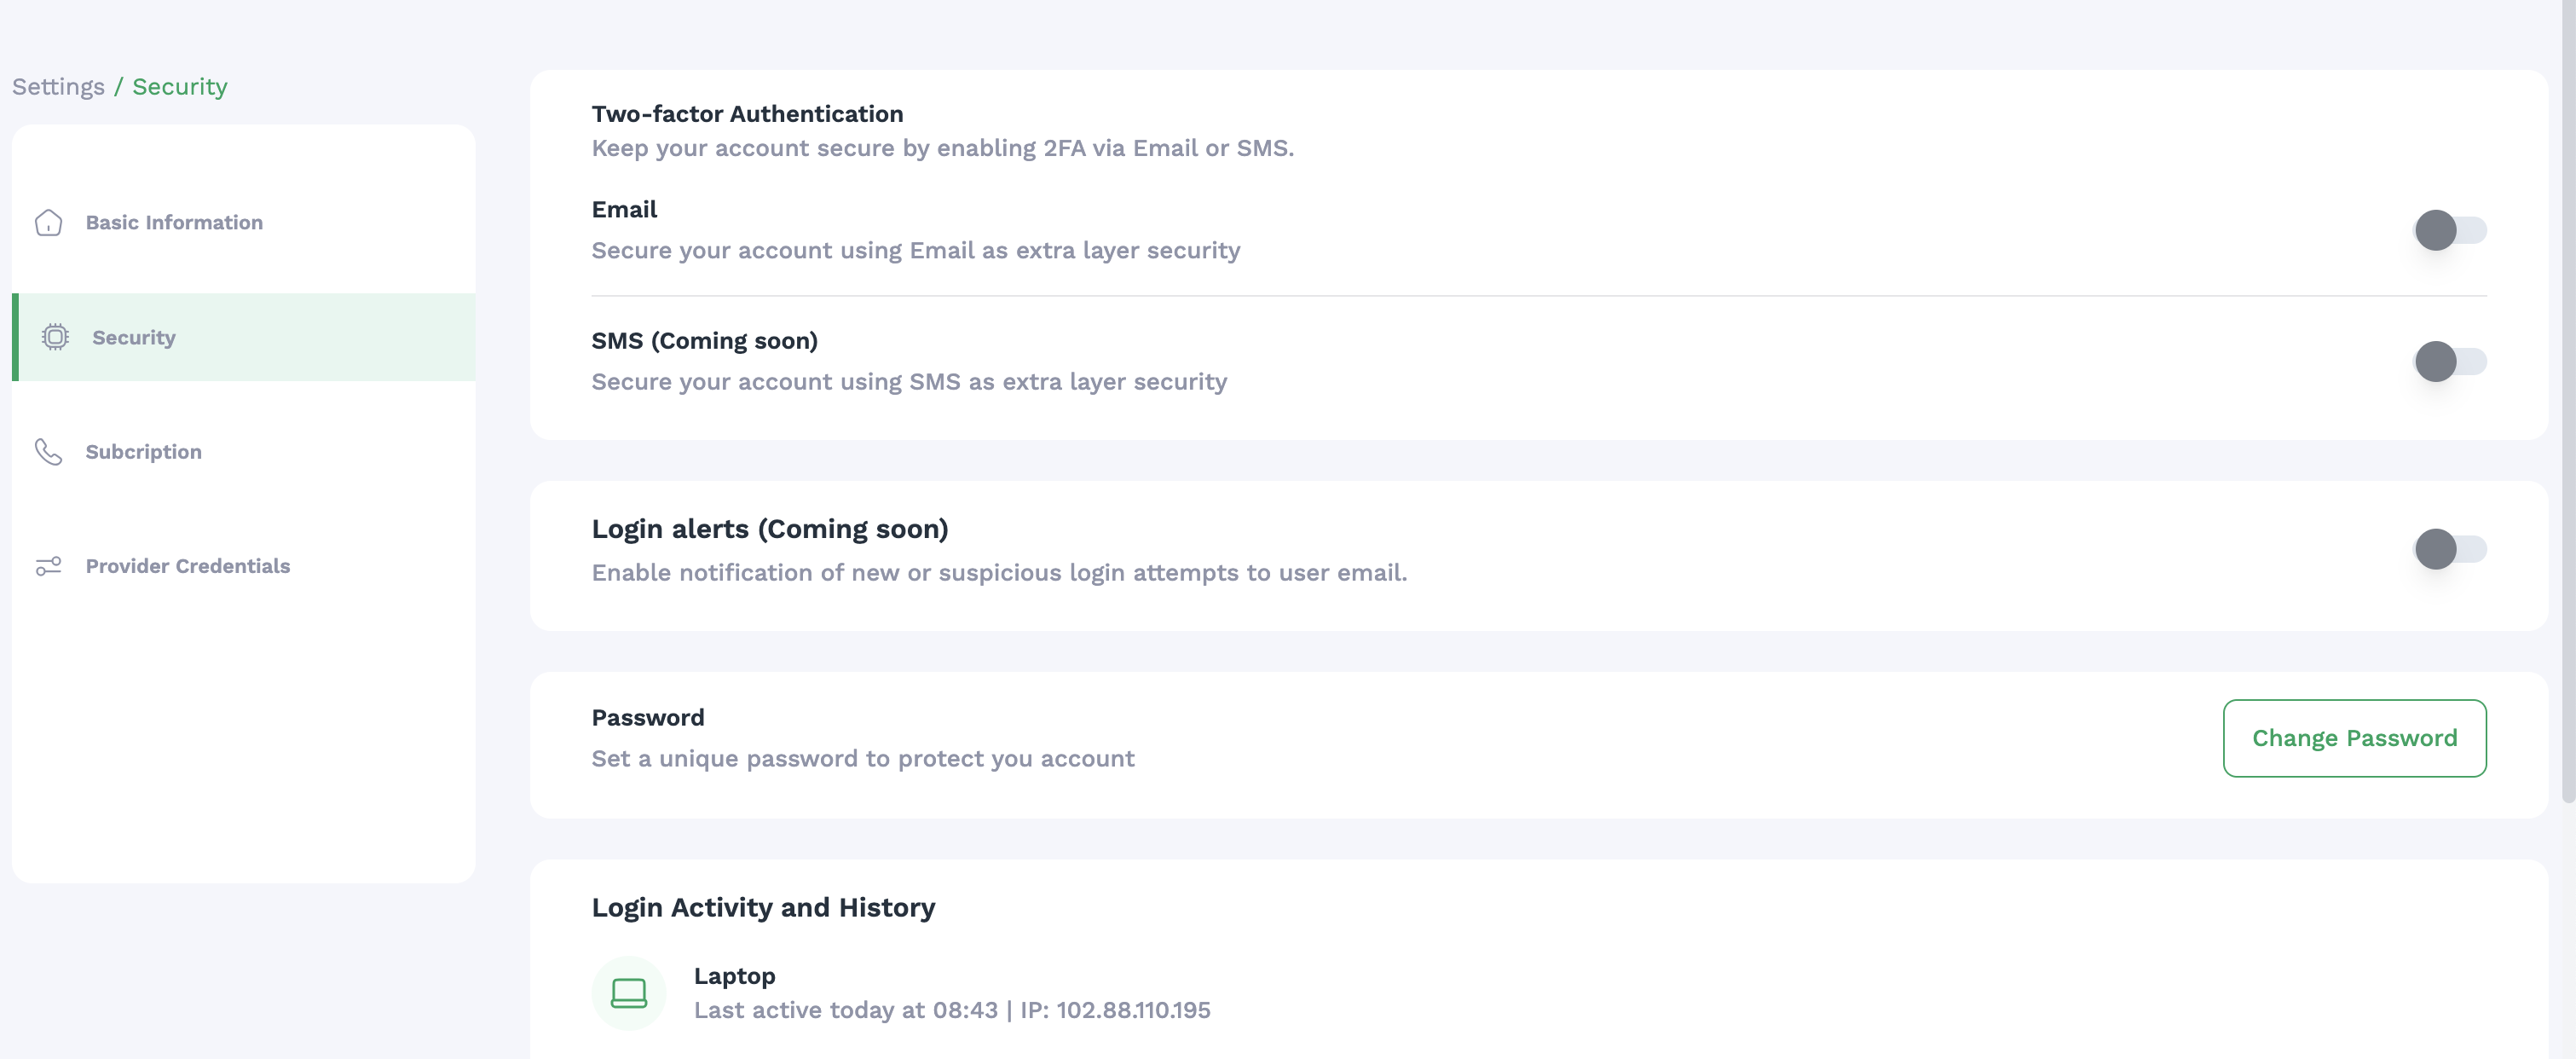 Settings / Security
Basic Information
Security
Subcription
Provider Credentials
Two-factor Authentication
Keep your account secure by enabling 2FA via Email or SMS.
Email
Secure your account using Email as extra layer security
SMS (Coming soon)
Secure your account using SMS as extra layer security
Login alerts (Coming soon)
Enable notification of new or suspicious login attempts to user email.
Password
Set a unique password to protect you account
Change Password
Login Activity and History
Laptop
Last active today at 08:43 | IP: 102.88.110.195